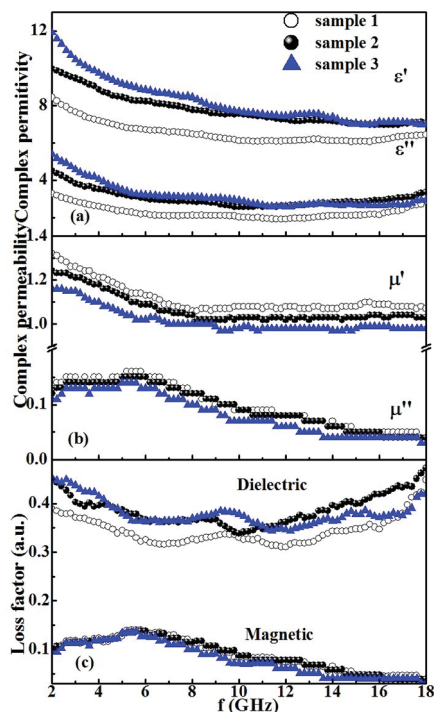 sample 1
sample 2
sample 3
12
8
4
Complex permitivity
ε'
ε''
(a)
1.4
1.2
1.0
0.1
0.0
Complex permeability
μ'
μ''
(b)
0.4
0.3
0.2
0.1
Loss factor (a.u.)
Dielectric
Magnetic
(c)
2 4 6 8 10 12 14 16 18
f (GHz)